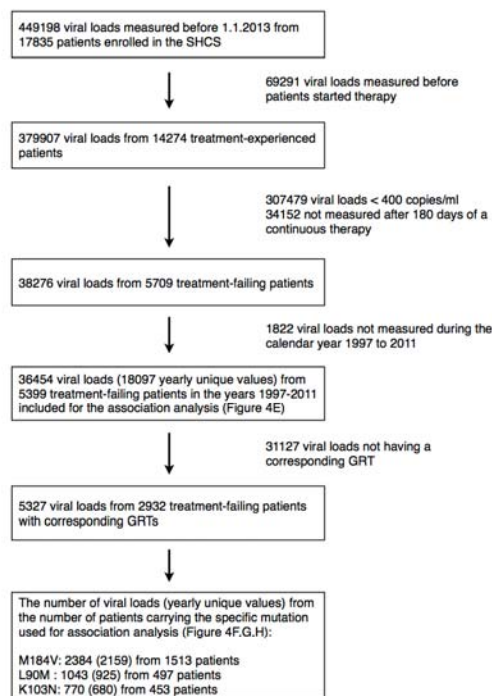 449198 viral loads measured before 1.1.2013 from
17835 patients enrolled in the SHCS
69291 viral loads measured before
patients started therapy
379907 viral loads from 14274 treatment-experienced
patients
307479 viral loads < 400 copies/ml
34152 not measured after 180 days of a
continuous therapy
38276 viral loads from 5709 treatment-failing patients
1822 viral loads not measured during the
calendar year 1997 to 2011
36454 viral loads (18097 yearly unique values) from
5399 treatment-failing patients in the years 1997-2011
included for the association analysis (Figure 4E)
31127 viral loads not having a
corresponding GRT
5327 viral loads from 2932 treatment-failing patients
with corresponding GRTs
The number of viral loads (yearly unique values) from
the number of patients carrying the specific mutation
used for association analysis (Figure 4F,G,H):
M184V: 2384 (2159) from 1513 patients
L90M : 1043 (925) from 497 patients
K103N: 770 (680) from 453 patients